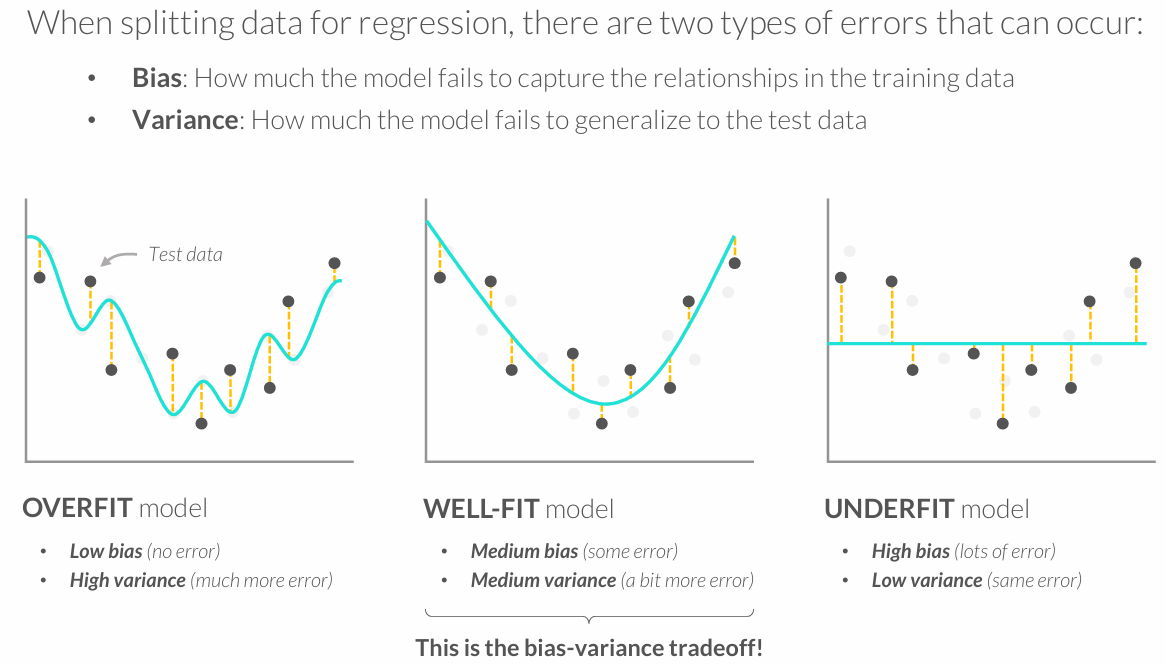 When splitting data for regression, there are two types of errors that can occur:
• Bias: How much the model fails to capture the relationships in the training data
• Variance: How much the model fails to generalize to the test data
Test data
OVERFIT model
• Low bias (no error)
• High variance (much more error)
WELL-FIT model
• Medium bias (some error)
• Medium variance (a bit more error)
UNDERFIT model
• High bias (lots of error)
• Low variance (same error)
This is the bias-variance tradeoff!